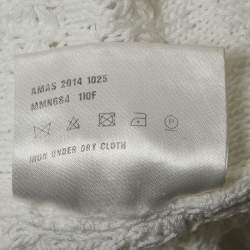 AMAS 2014 1025
MMN684 110F
P
IRON UNDER DRY CLOTH